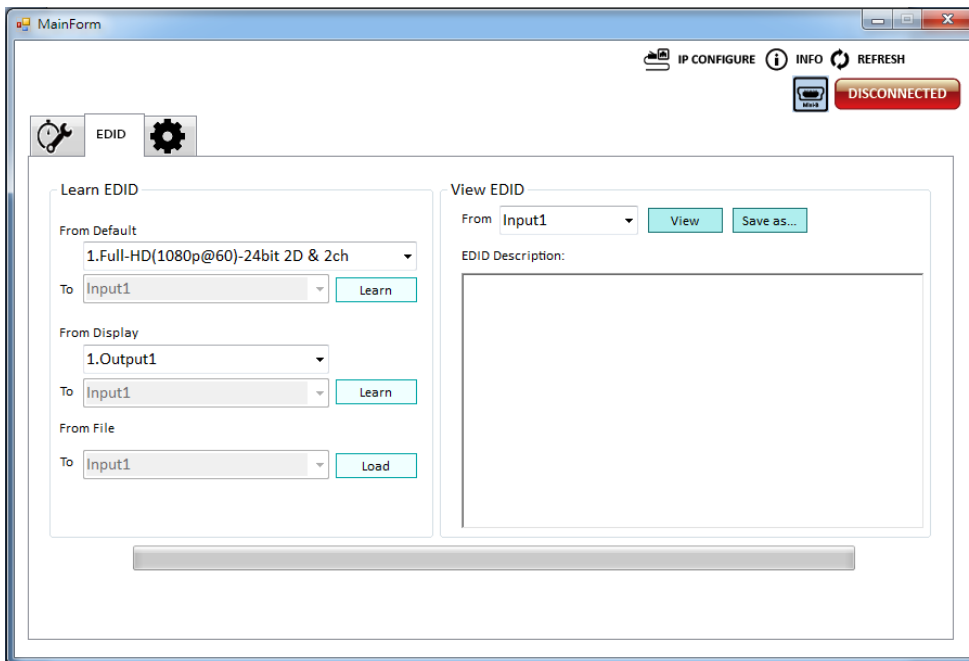 MainForm
IP CONFIGURE INFO REFRESH
Mini-B DISCONNECTED
EDID
Learn EDID
From Default
1.Full-HD(1080p@60)-24bit 2D & 2ch
To Input1 Learn
From Display
1.Output1
To Input1 Learn
From File
To Input1 Load
View EDID
From Input1 View Save as...
EDID Description: